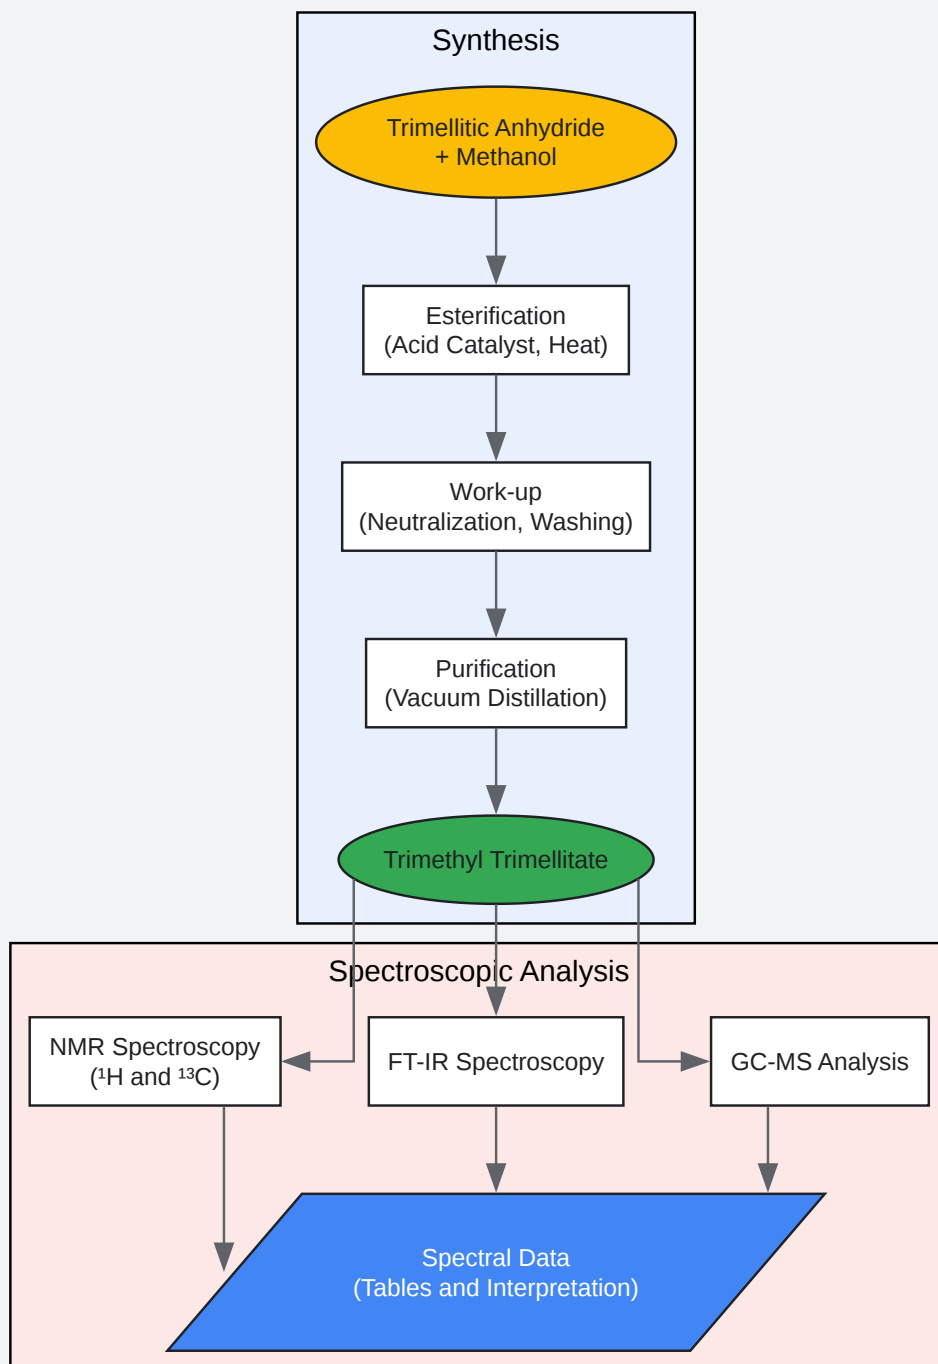 Synthesis
Trimellitic Anhydride
+ Methanol
Esterification
(Acid Catalyst, Heat)
Work-up
(Neutralization, Washing)
Purification
(Vacuum Distillation)
Trimethyl Trimellitate
Spectroscopic Analysis
NMR Spectroscopy
(¹H and ¹³C)
FT-IR Spectroscopy
GC-MS Analysis
Spectral Data
(Tables and Interpretation)